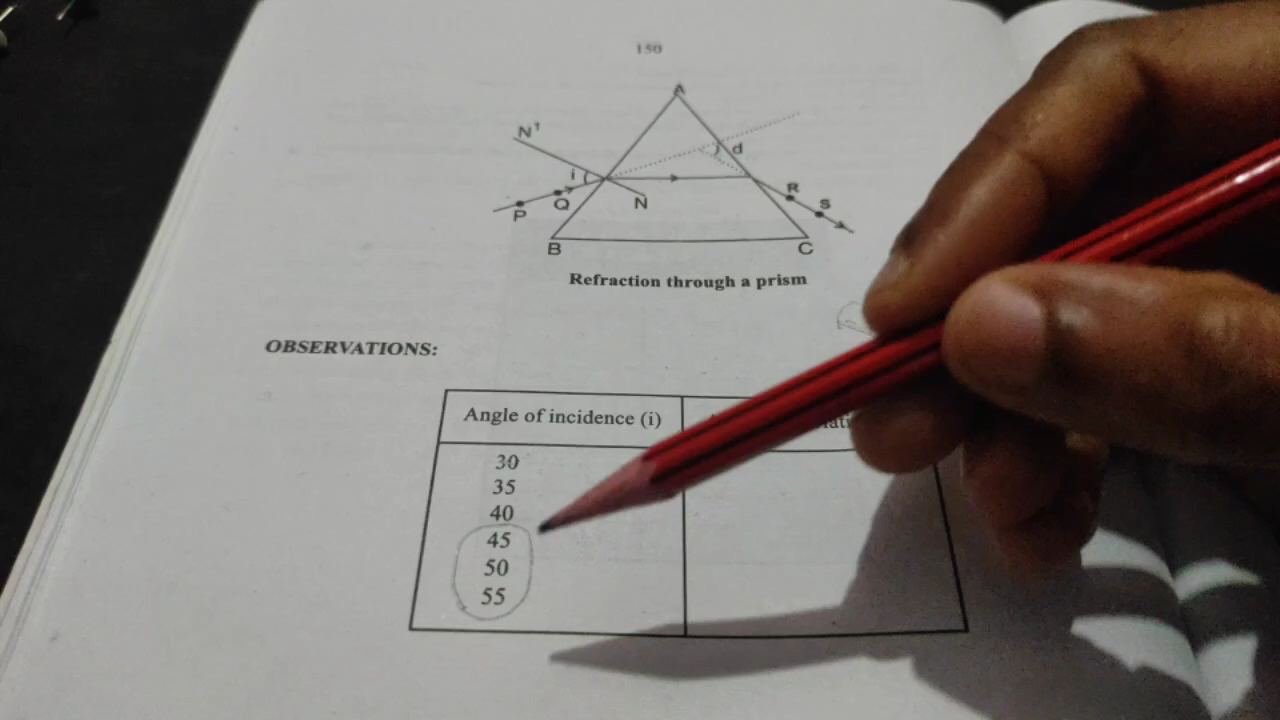 150
A
N'
d
i
P
Q
N
R
S
B
C
Refraction through a prism
OBSERVATIONS:
Angle of incidence (i)
30
35
40
45
50
55